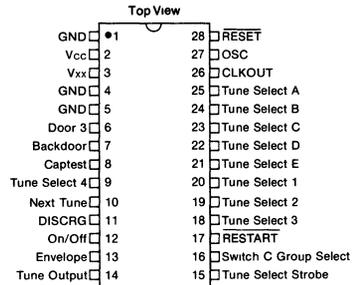 Top View
GND 1 28 RESET
Vcc 2 27 OSC
Vxx 3 26 CLKOUT
GND 4 25 Tune Select A
GND 5 24 Tune Select B
Door 3 6 23 Tune Select C
Backdoor 7 22 Tune Select D
Captest 8 21 Tune Select E
Tune Select 4 9 20 Tune Select 1
Next Tune 10 19 Tune Select 2
DISCRG 11 18 Tune Select 3
On/Off 12 17 RESTART
Envelope 13 16 Switch C Group Select
Tune Output 14 15 Tune Select Strobe